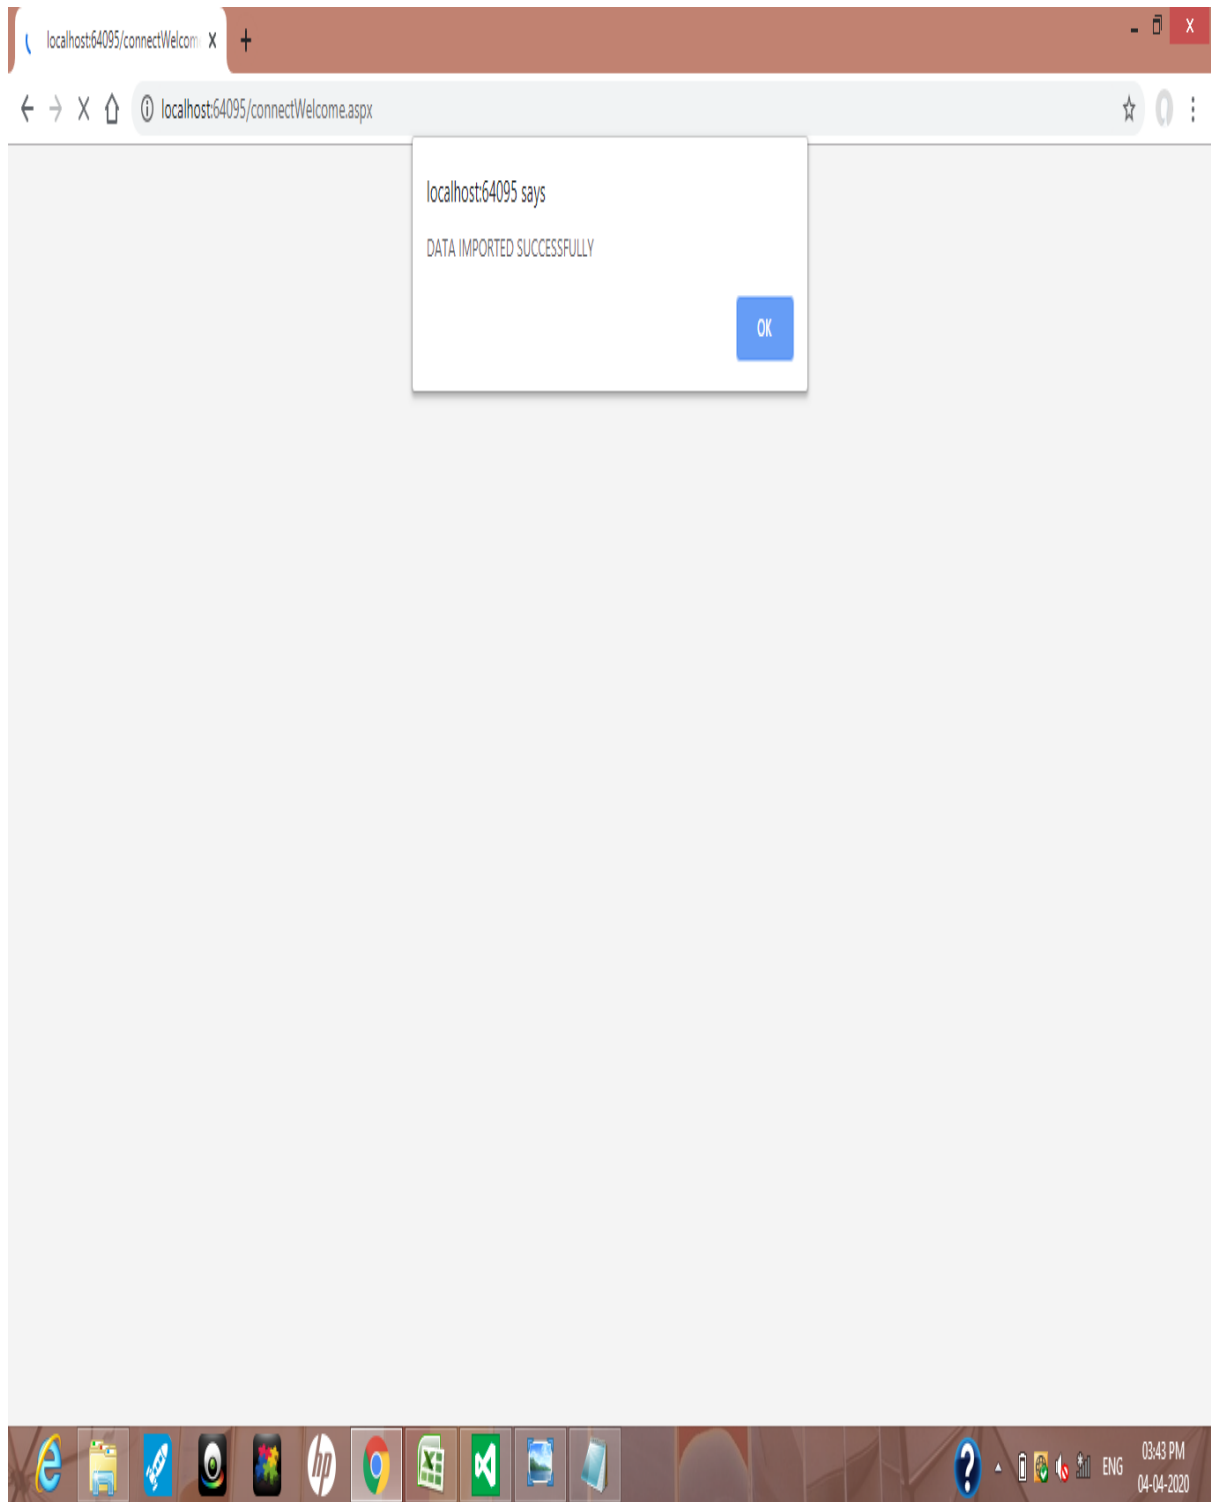 localhost:64095/connectWelcom
localhost:64095/connectWelcome.aspx
localhost:64095 says
DATA IMPORTED SUCCESSFULLY
OK
hp
ENG
03:43 PM
04-04-2020